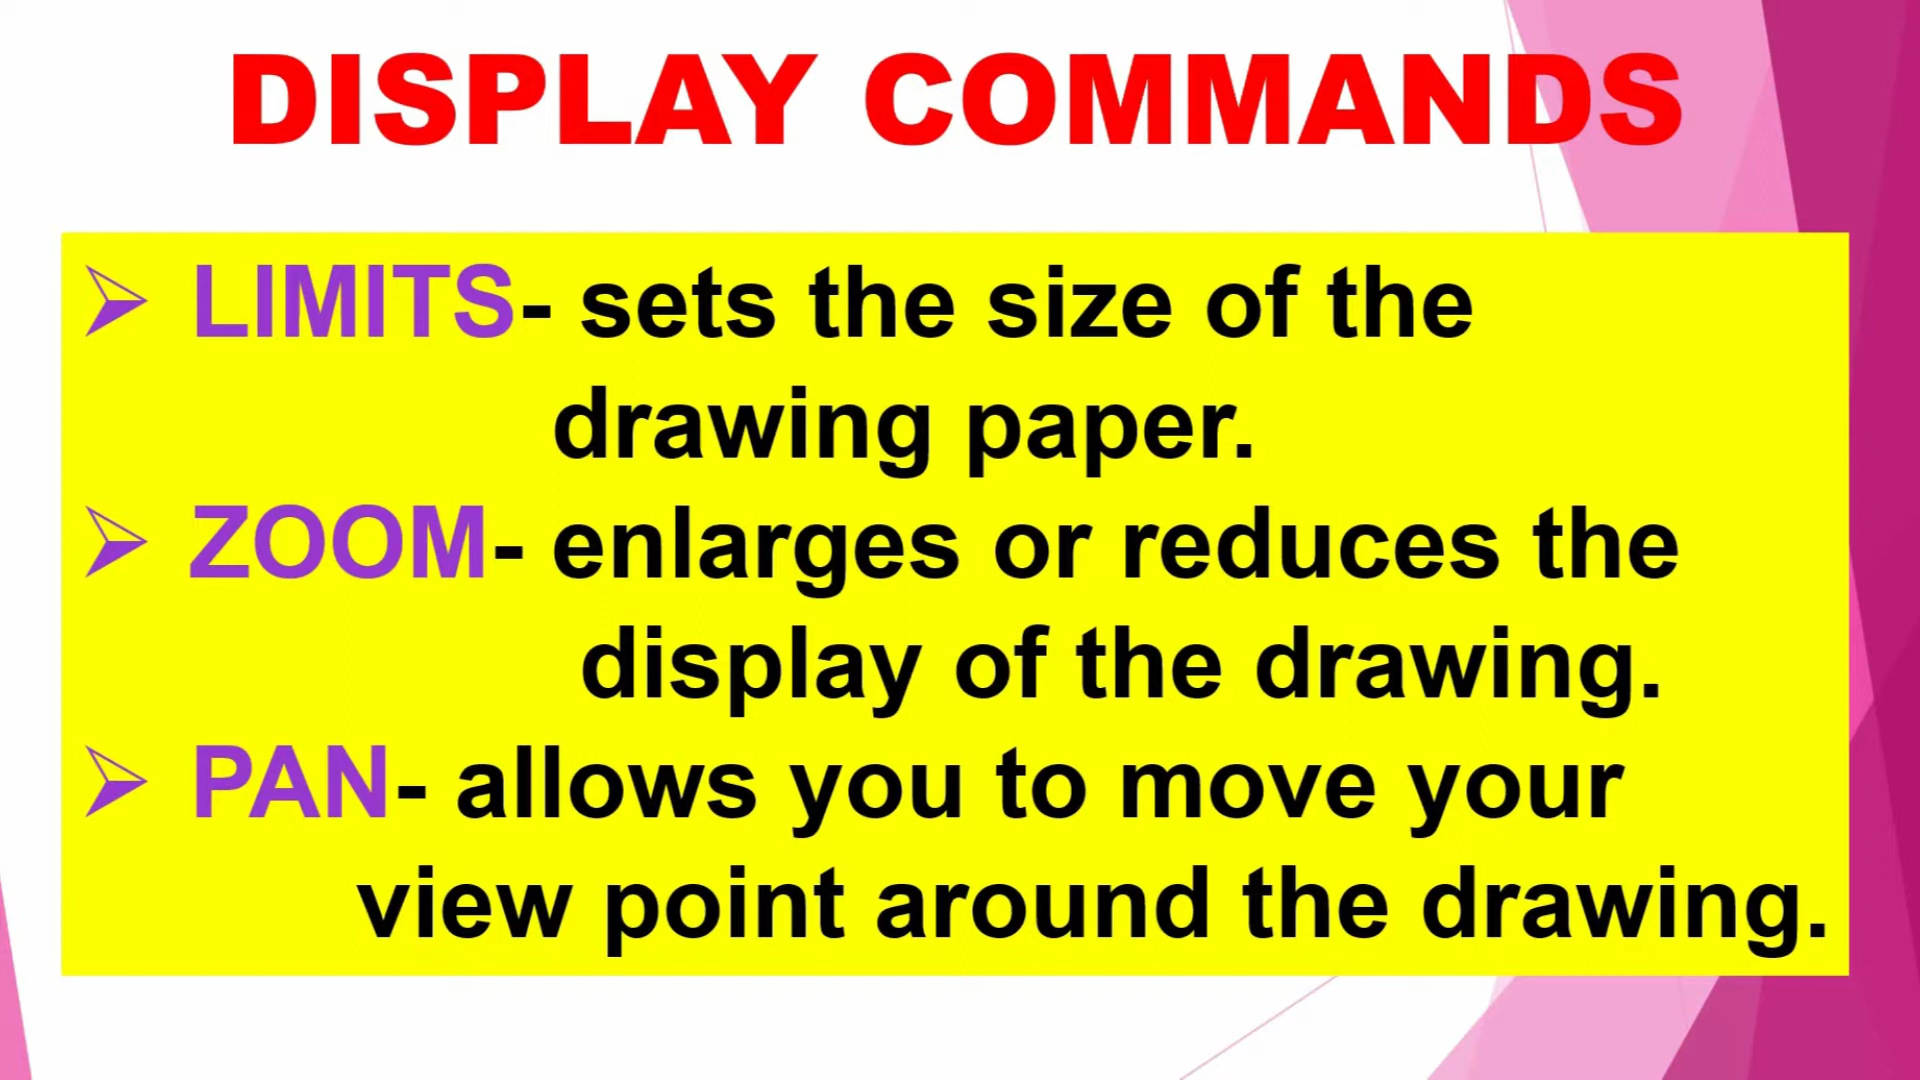 DISPLAY COMMANDS
➢ LIMITS- sets the size of the
drawing paper.
➢ ZOOM- enlarges or reduces the
display of the drawing.
➢ PAN- allows you to move your
view point around the drawing.